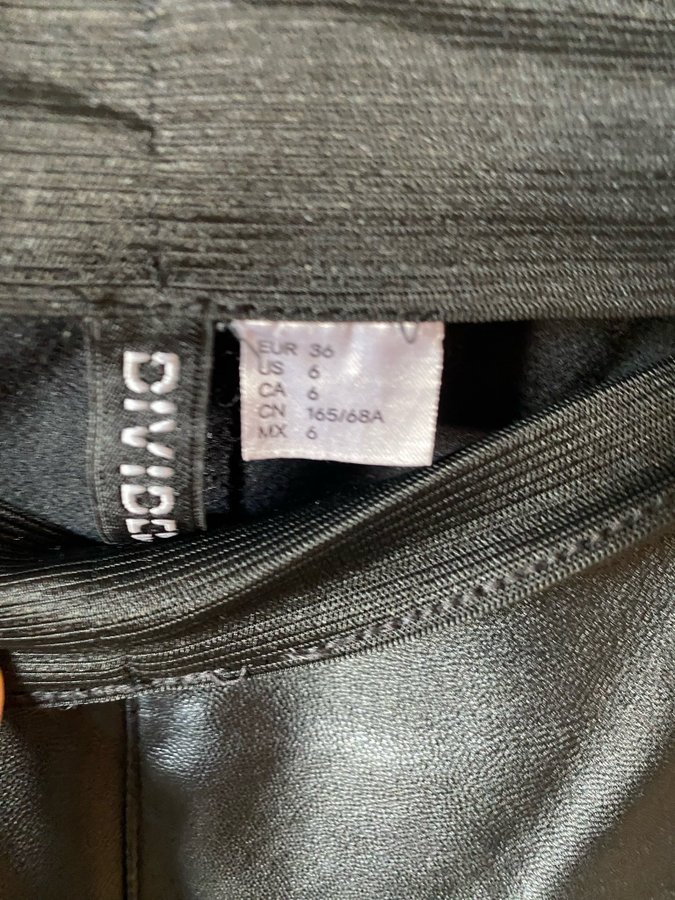 DIVIDE
EUR 36
US 6
CA 6
CN 165/68A
MX 6